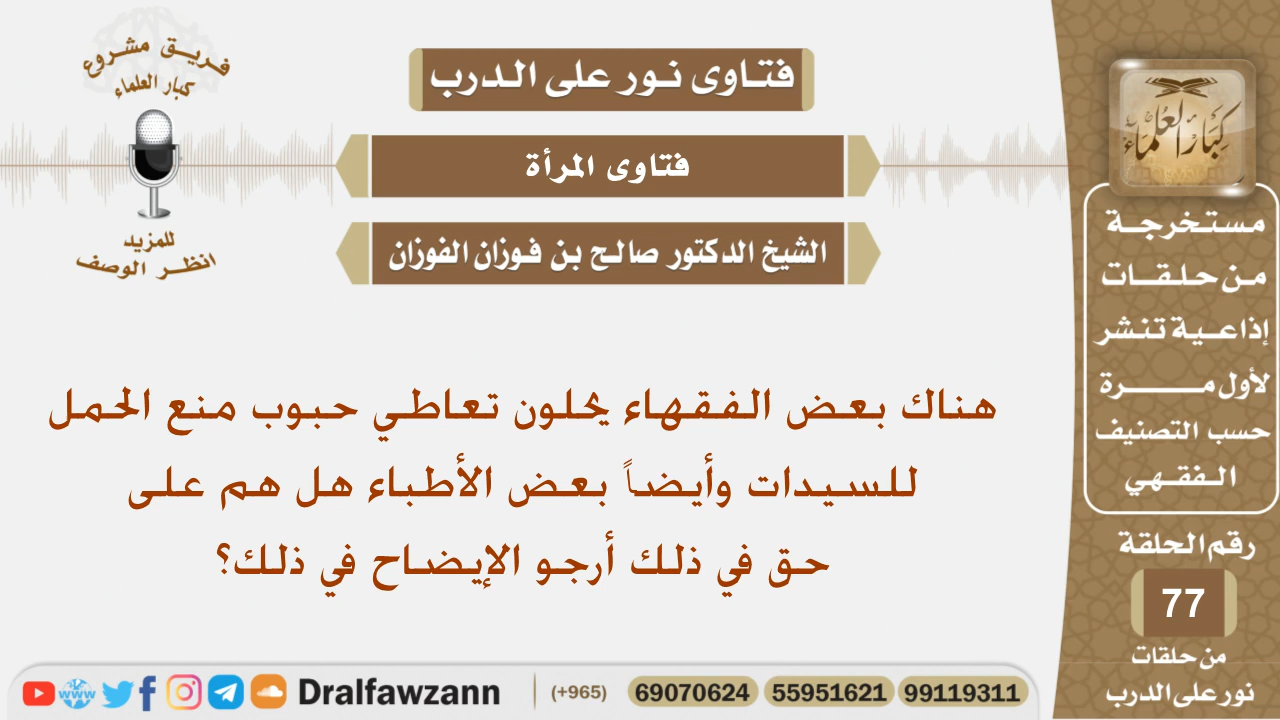 فريق مشروع
كبار العلماء
للمزيد
انظر الوصف
فتاوى نور على الدرب
فتاوى المرأة
الشيخ الدكتور صالح بن فوزان الفوزان
هناك بعض الفقهاء يحلون تعاطي حبوب منع الحمل
للسيدات وأيضاً بعض الأطباء هل هم على
حق في ذلك أرجو الإيضاح في ذلك؟
كبار العلماء
مستخرجة
من حلقات
إذاعية تنشر
لأول مرة
حسب التصنيف
الفقهي
رقم الحلقة
77
من حلقات
نور على الدرب
www Dralfawzann (+965) 69070624 55951621 99119311